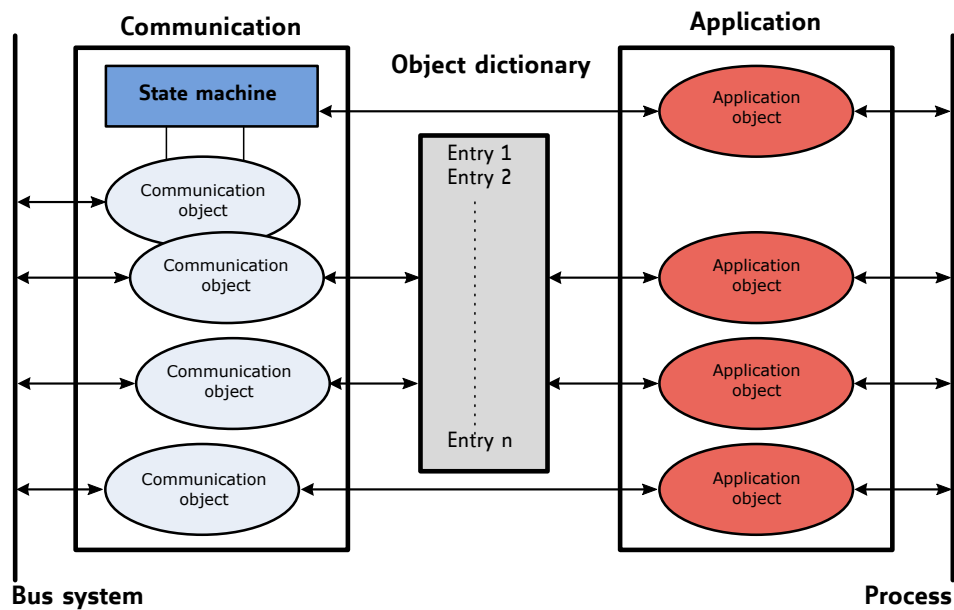 Communication
Object dictionary
Application
State machine
Application
object
Entry 1
Entry 2
Communication
object
Communication
object
Application
object
Communication
object
Application
object
Entry n
Communication
object
Application
object
Bus system
Process